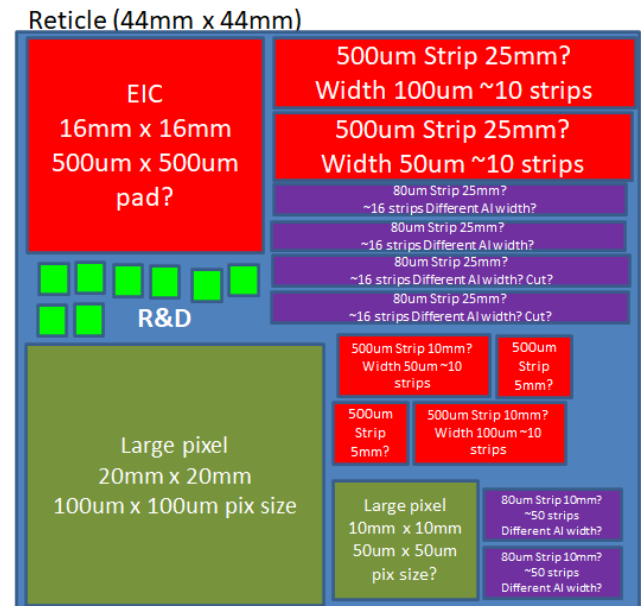 Reticle (44mm x 44mm)
EIC
16mm x 16mm
500um x 500um
pad?
500um Strip 25mm?
Width 100um ~10 strips
500um Strip 25mm?
Width 50um ~10 strips
80um Strip 25mm?
~16 strips Different Al width?
80um Strip 25mm?
~16 strips Different Al width?
80um Strip 25mm?
~16 strips Different Al width? Cut?
80um Strip 25mm?
~16 strips Different Al width? Cut?
R&D
500um Strip 10mm?
Width 50um ~10
strips
500um
Strip
5mm?
500um
Strip
5mm?
500um Strip 10mm?
Width 100um ~10
strips
Large pixel
20mm x 20mm
100um x 100um pix size
Large pixel
10mm x 10mm
50um x 50um
pix size?
80um Strip 10mm?
~50 strips
Different Al width?
80um Strip 10mm?
~50 strips
Different Al width?